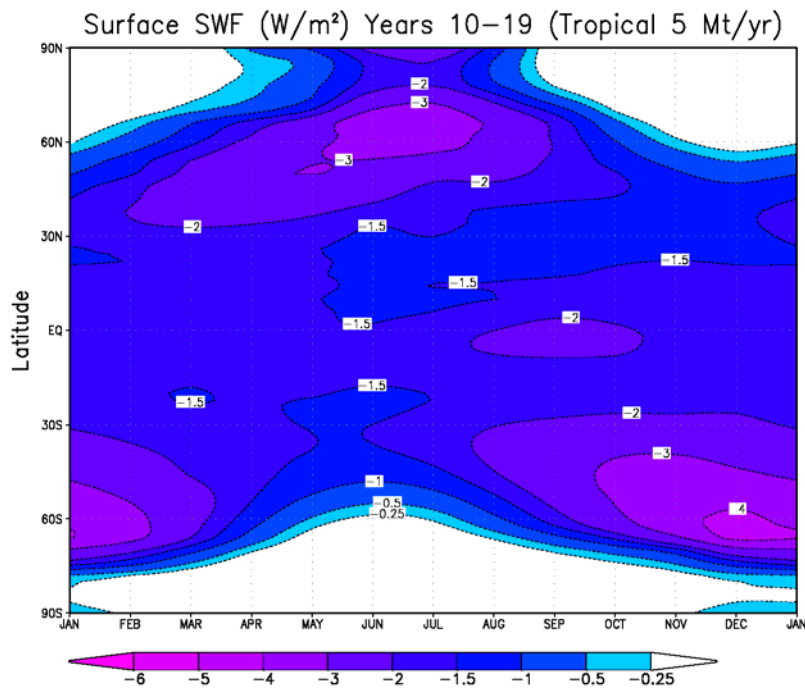 Surface SWF (W/m²) Years 10-19 (Tropical 5 Mt/yr)
90N
60N
30N
EQ
30S
60S
90S
Latitude
-2
-3
-3
-2
-2
-1.5
-1.5
-1.5
-1.5
-2
-1.5
-1.5
-2
-3
-1
-0.5
-0.25
4
JAN FEB MAR APR MAY JUN JUL AUG SEP OCT NOV DEC JAN
-6 -5 -4 -3 -2 -1.5 -1 -0.5 -0.25